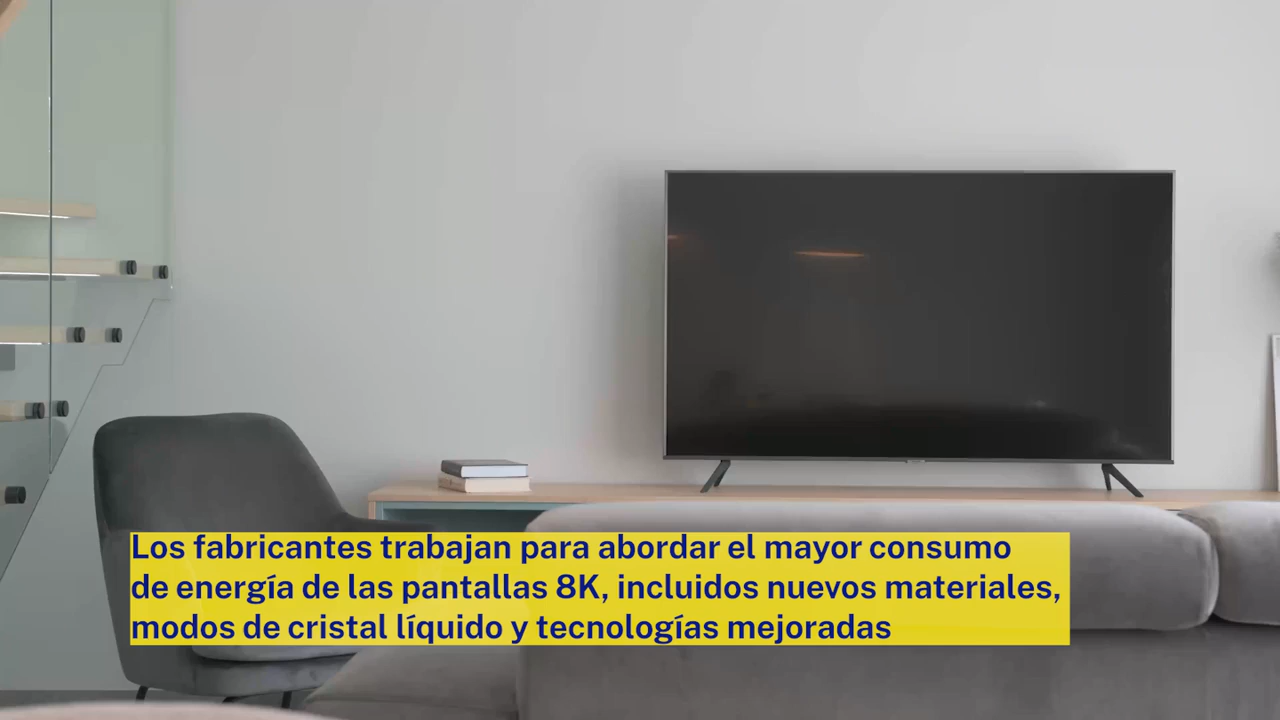 Los fabricantes trabajan para abordar el mayor consumo
de energía de las pantallas 8K, incluidos nuevos materiales,
modos de cristal líquido y tecnologías mejoradas